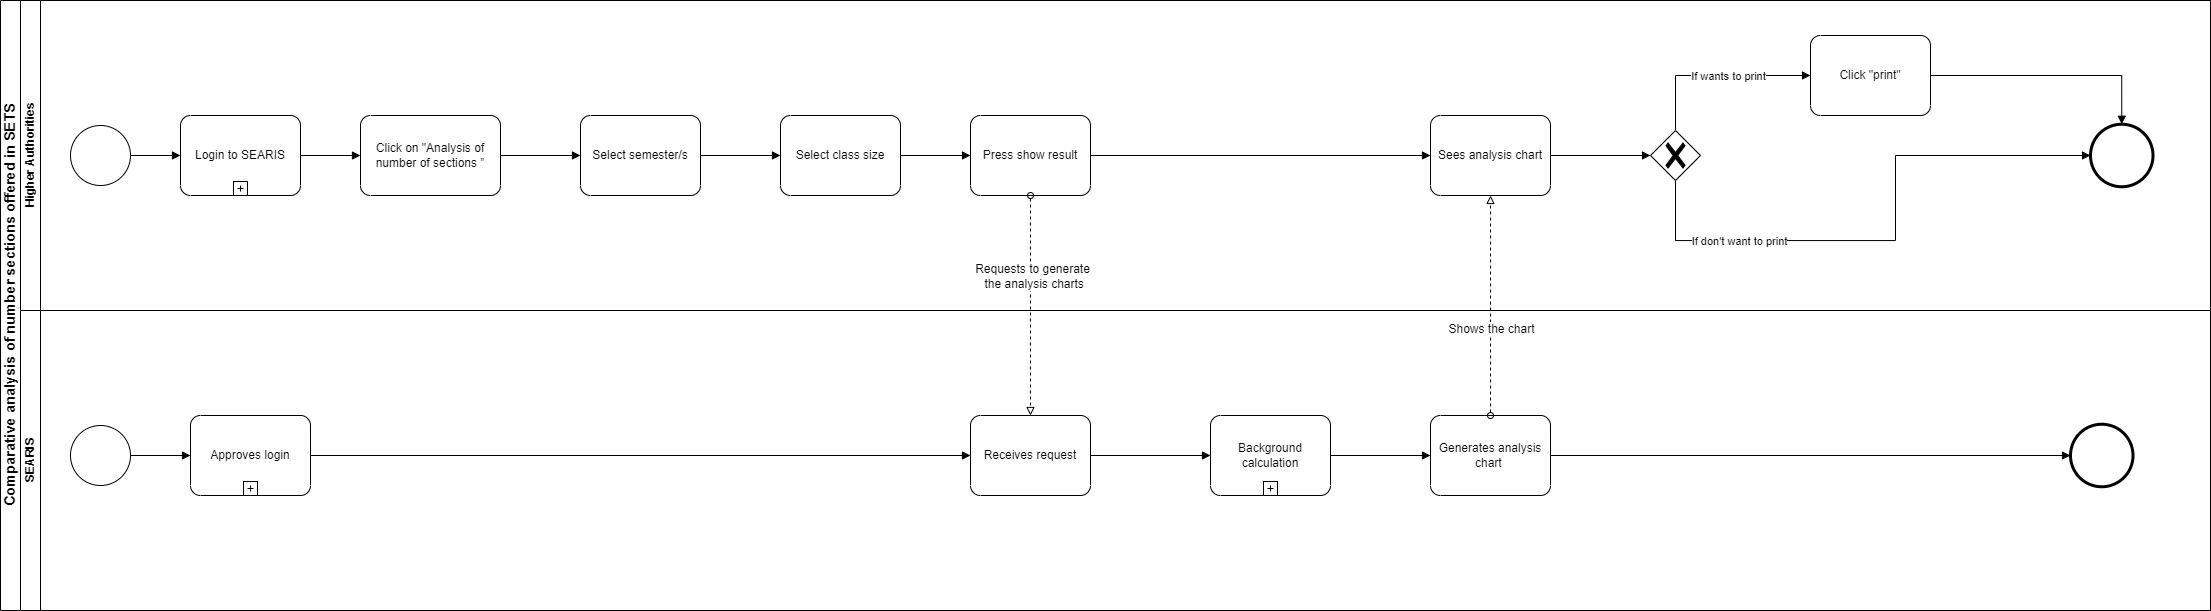 Comparative analysis of number sections offered in SETS
Higher Authorities
Login to SEARIS
Click on "Analysis of
number of sections ”
Select semester/s
Select class size
Press show result
Sees analysis chart
If wants to print
Click "print"
If don't want to print
Requests to generate
the analysis charts
Shows the chart
SEARIS
Approves login
Receives request
Background
calculation
Generates analysis
chart